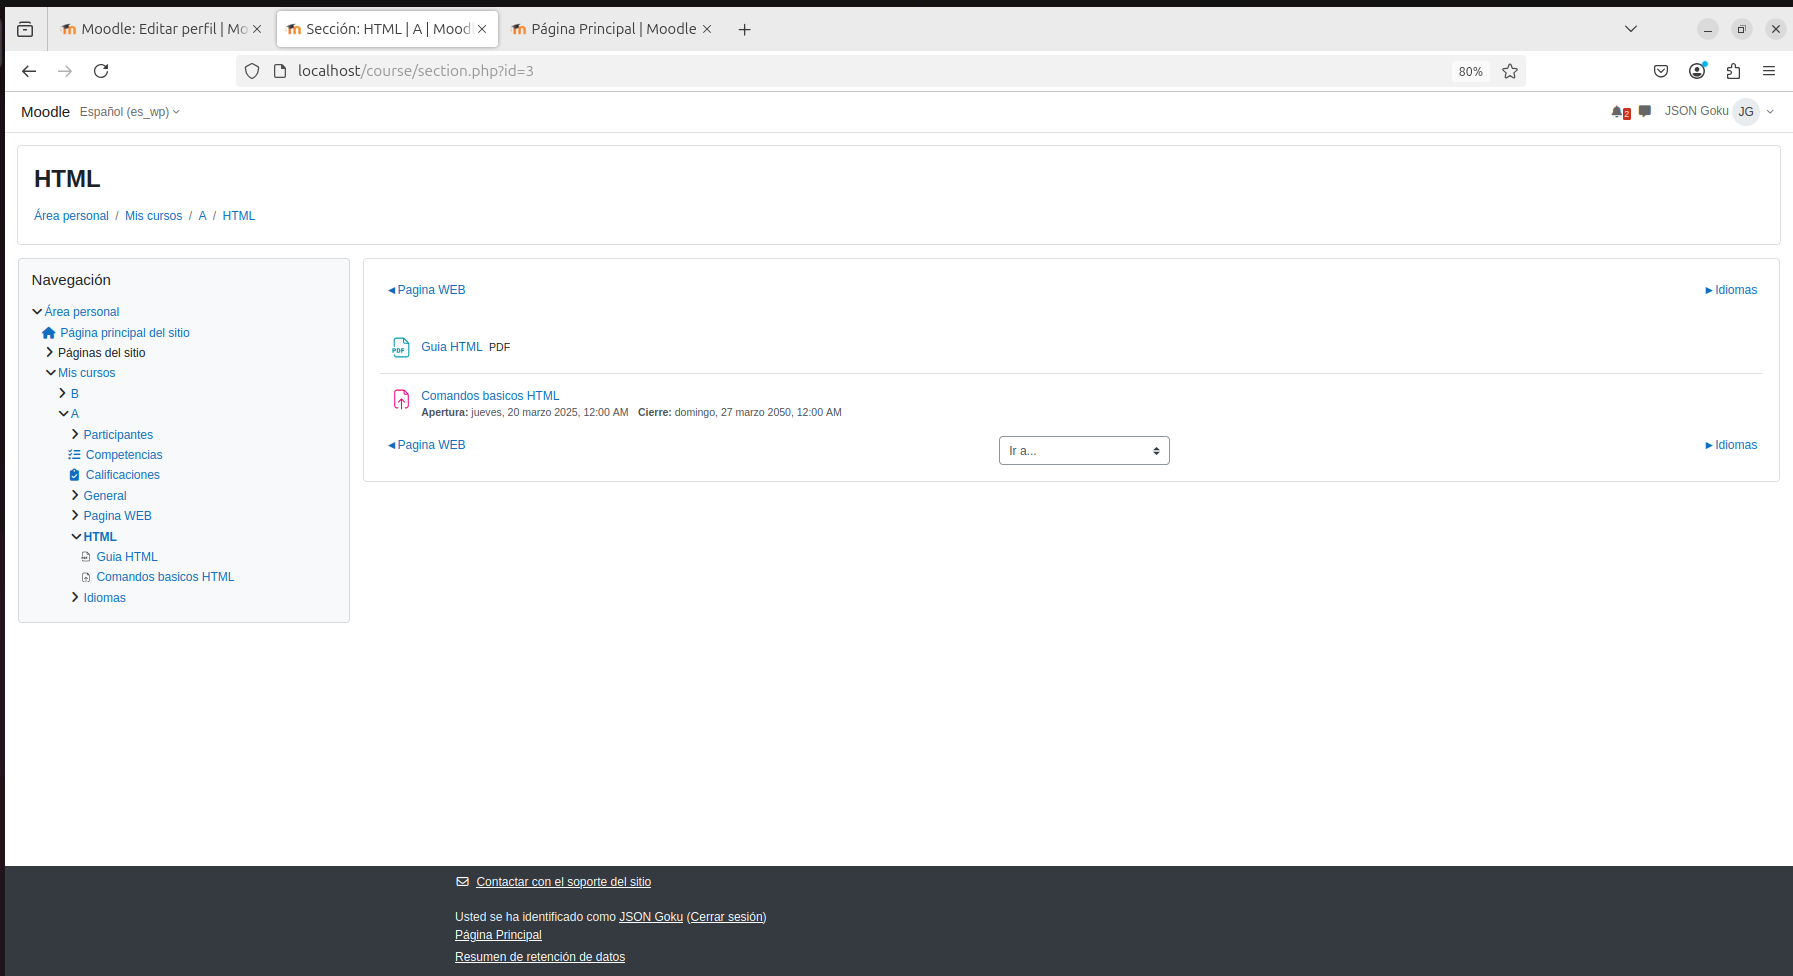 Moodle: Editar perfil | Mo
Sección: HTML | A | Mood
Página Principal | Moodle
localhost/course/section.php?id=3
80%
Moodle
Español (es_wp)
2
JSON Goku
JG
HTML
Área personal / Mis cursos / A / HTML
Navegación
Área personal
Página principal del sitio
Páginas del sitio
Mis cursos
B
A
Participantes
Competencias
Calificaciones
General
Pagina WEB
HTML
Guia HTML
Comandos basicos HTML
Idiomas
◄Pagina WEB
►Idiomas
PDF
Guia HTML PDF
Comandos basicos HTML
Apertura: jueves, 20 marzo 2025, 12:00 AM Cierre: domingo, 27 marzo 2050, 12:00 AM
◄Pagina WEB
Ir a...
►Idiomas
Contactar con el soporte del sitio
Usted se ha identificado como JSON Goku (Cerrar sesión)
Página Principal
Resumen de retención de datos